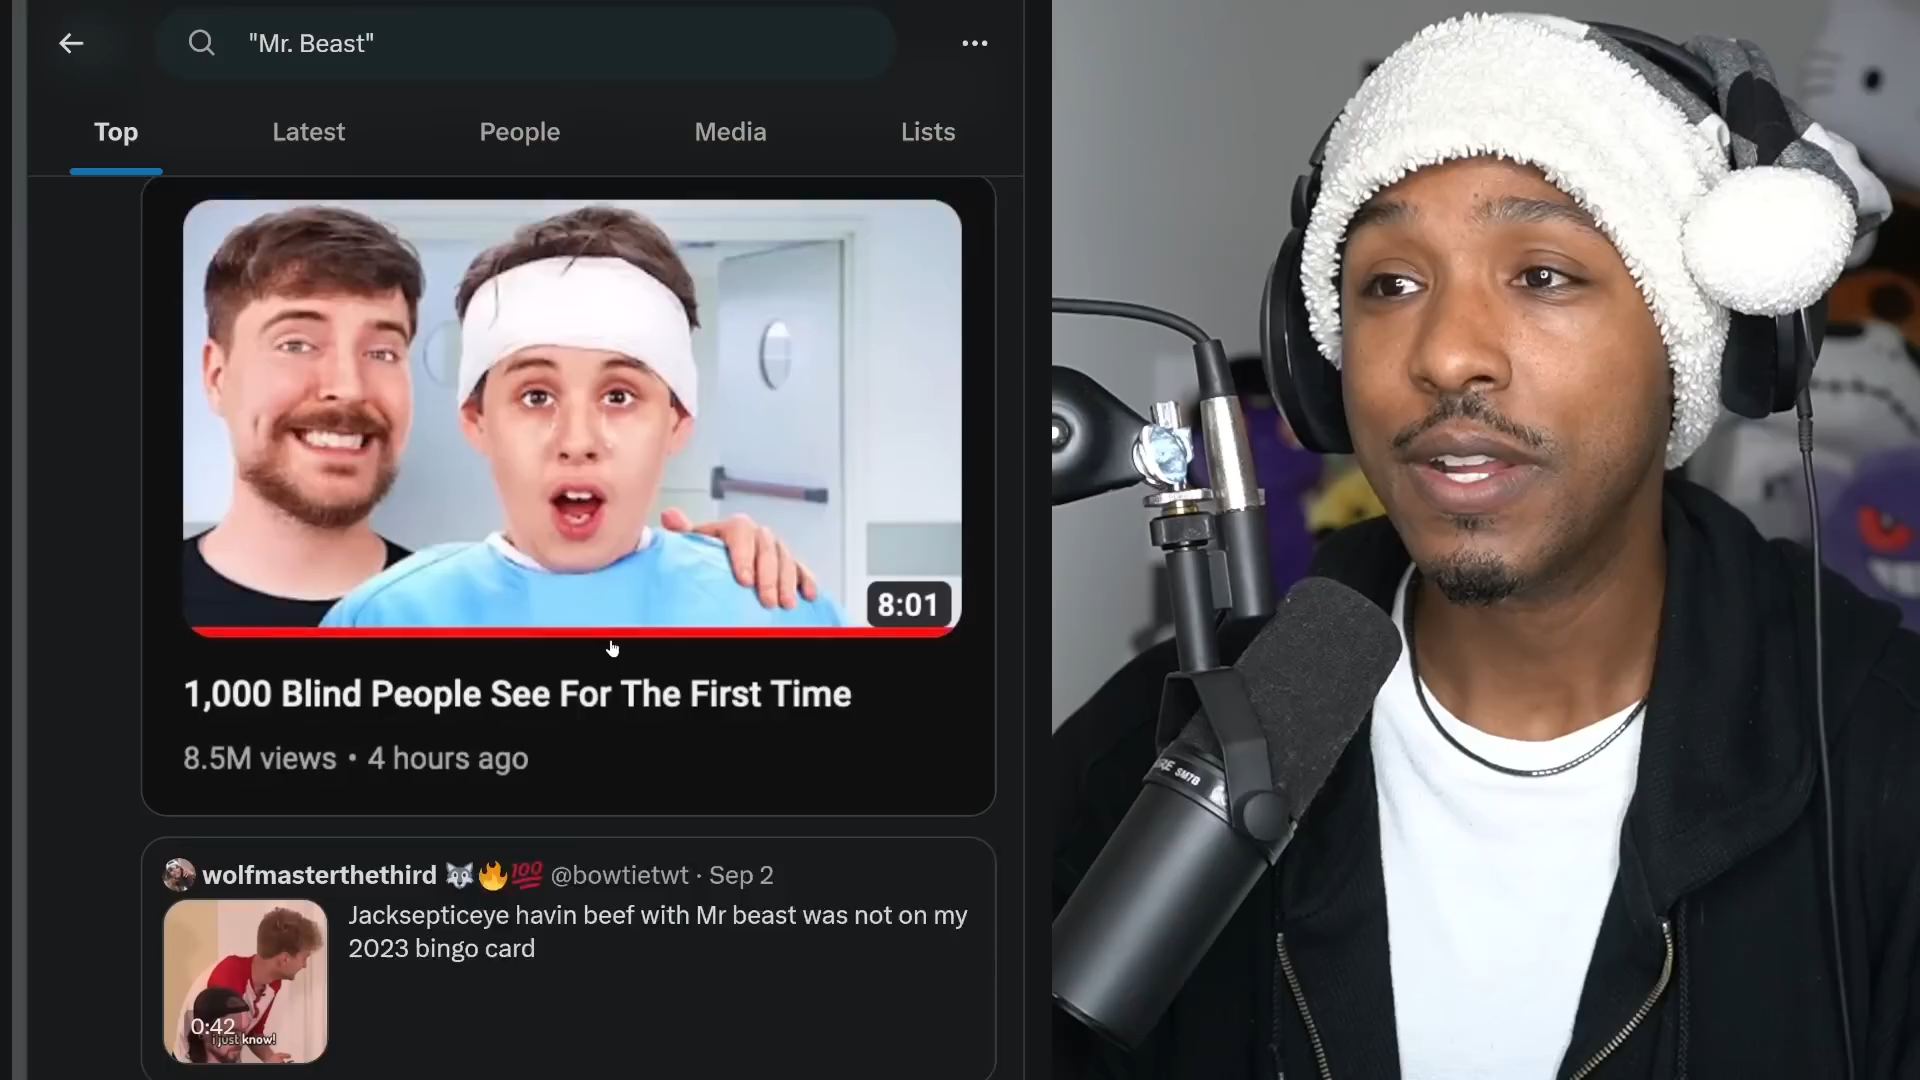 "Mr. Beast"
Top
Latest
People
Media
Lists
8:01
1,000 Blind People See For The First Time
8.5M views • 4 hours ago
wolfmasterthethird 🐺🔥💯 @bowtietwt · Sep 2
Jacksepticeye havin beef with Mr beast was not on my
2023 bingo card
0:42
i just know!
SM7B